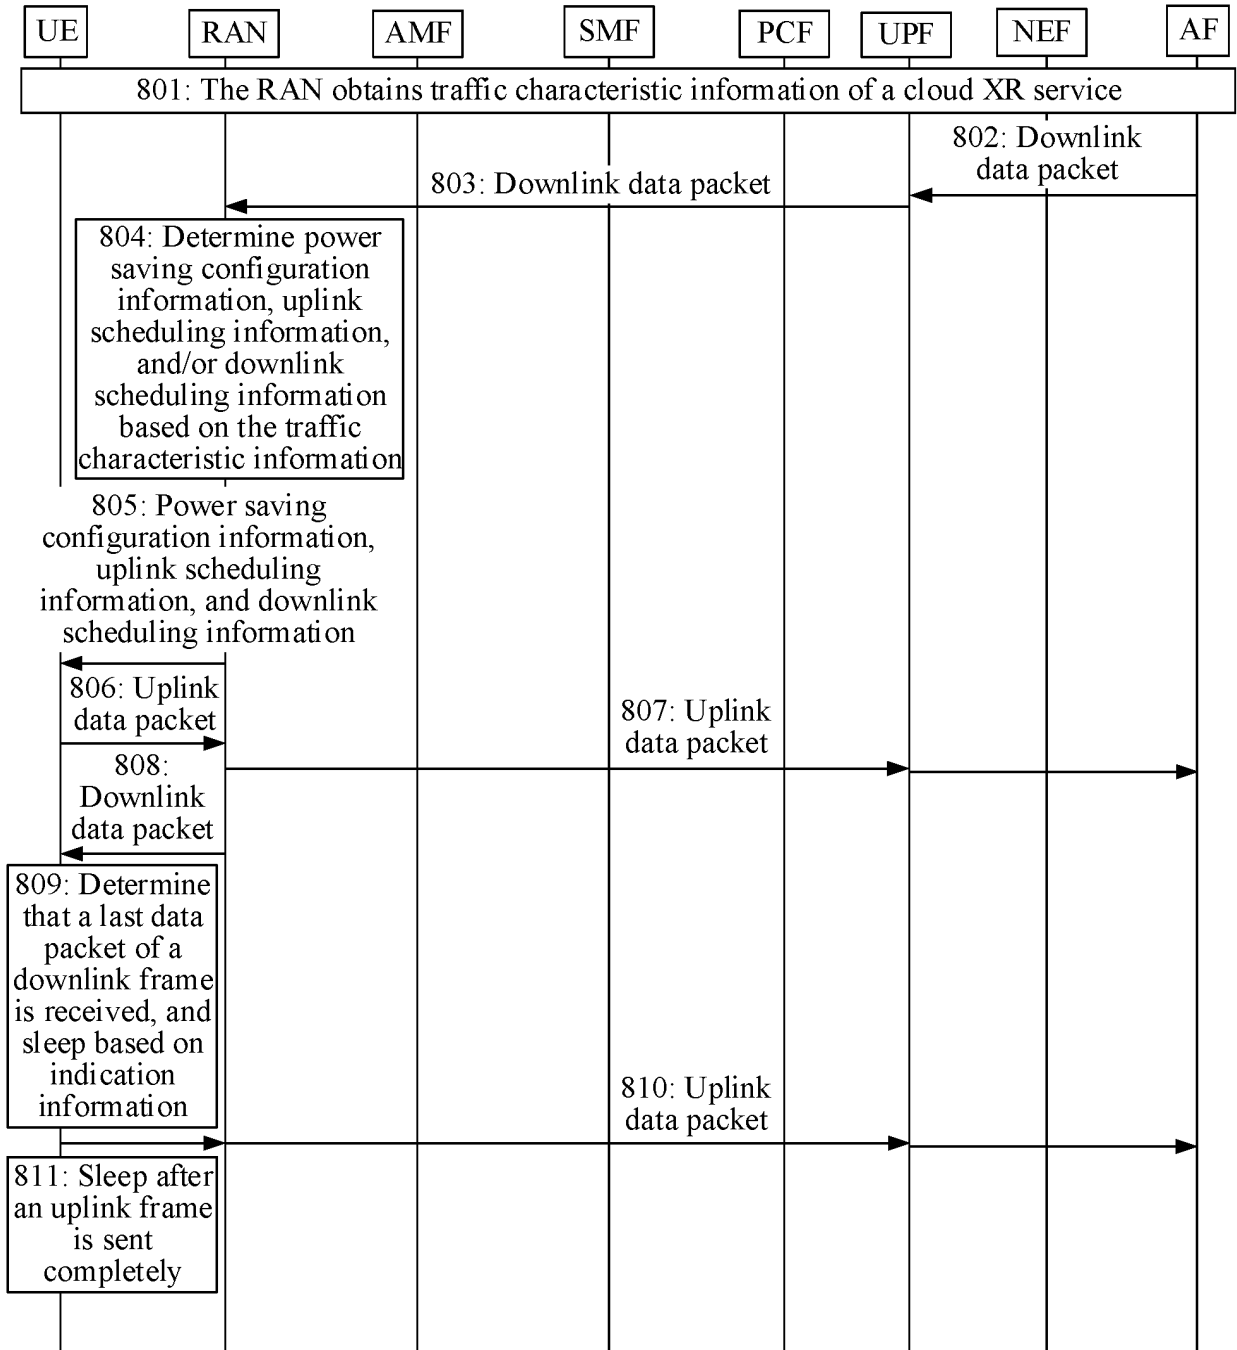 UE RAN AMF SMF PCF UPF NEF AF
801: The RAN obtains traffic characteristic information of a cloud XR service
802: Downlink
data packet
803: Downlink data packet
804: Determine power
saving configuration
information, uplink
scheduling information,
and/or downlink
scheduling information
based on the traffic
characteristic information
805: Power saving
configuration information,
uplink scheduling
information, and downlink
scheduling information
806: Uplink
data packet
807: Uplink
data packet
808:
Downlink
data packet
809: Determine
that a last data
packet of a
downlink frame
is received, and
sleep based on
indication
information
810: Uplink
data packet
811: Sleep after
an uplink frame
is sent
completely